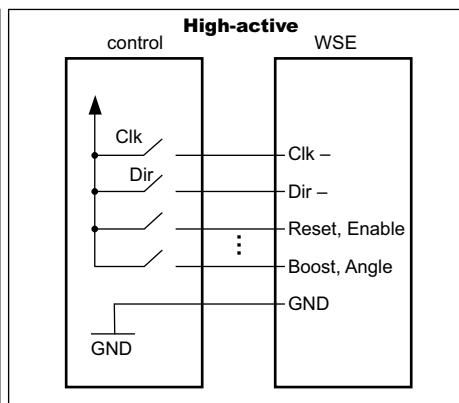 High-active
control WSE
Clk Clk –
Dir Dir –
Reset, Enable
Boost, Angle
GND
GND